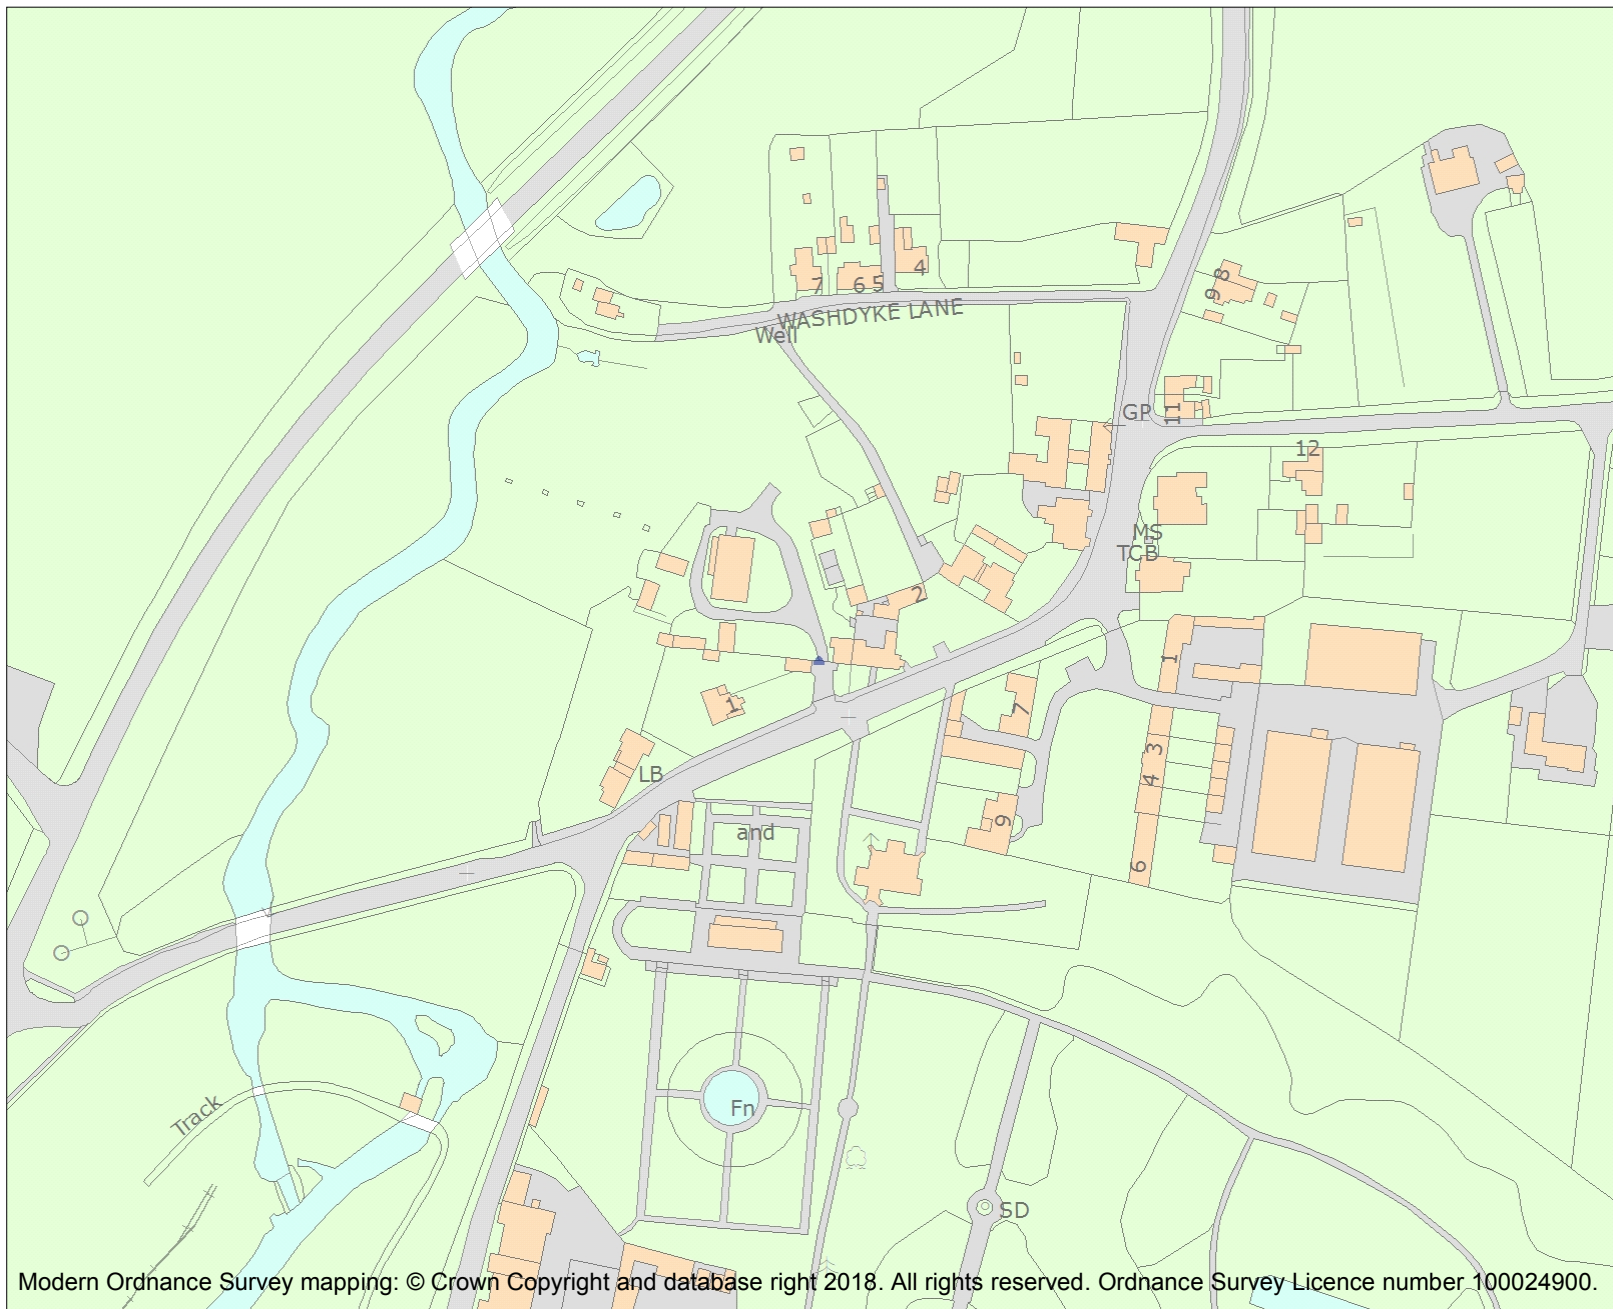 4
7
6 5
8
9
WASHDYKE LANE
Well
GP
11
12
MS
TCB
2
1
1
7
3
LB
4
and
9
6
Fn
Track
SD
Modern Ordnance Survey mapping: © Crown Copyright and database right 2018. All rights reserved. Ordnance Survey Licence number 100024900.